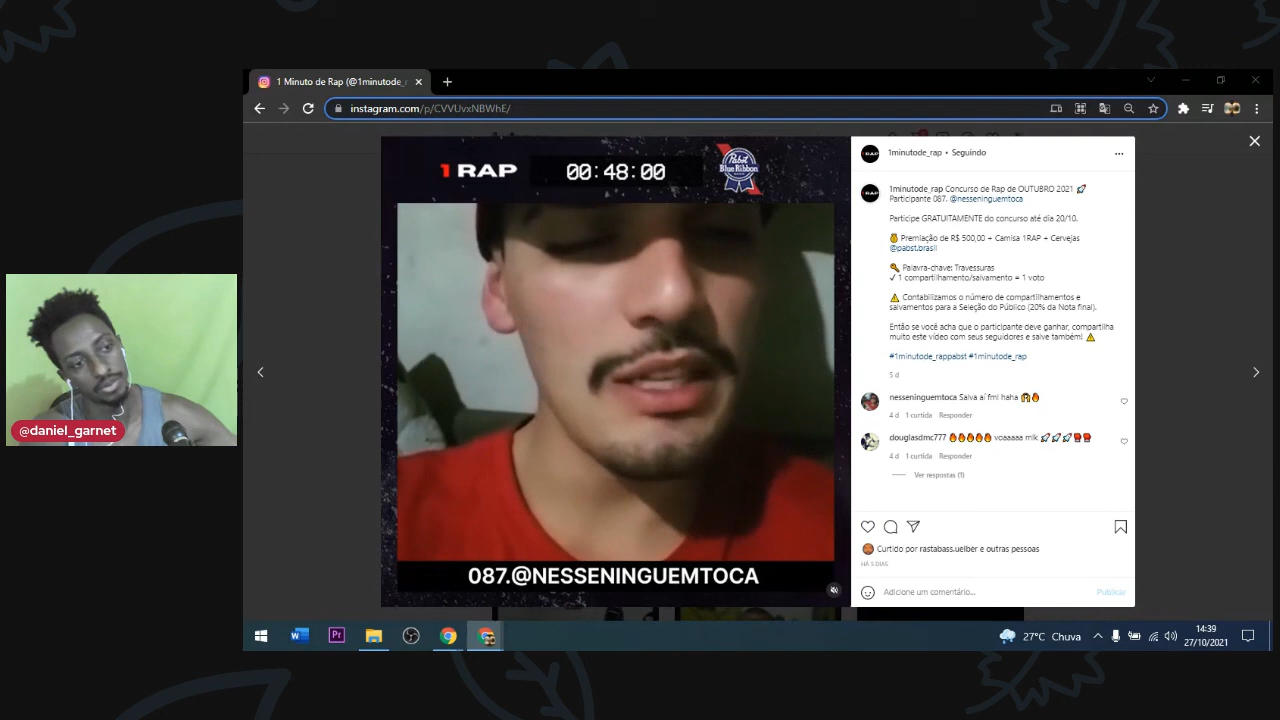 1 Minuto de Rap (@1minutode_r
instagram.com/p/CVVUvxNBWhE/
1 RAP
00:48:00
Pabst
Blue Ribbon
087.@NESSENINGUEMTOCA
1minutode_rap • Seguindo
1minutode_rap Concurso de Rap de OUTUBRO 2021 🚀
Participante 087. @nesseninguemtoca
Participe GRATUITAMENTE do concurso até dia 20/10.
💰 Premiação de R$ 500,00 + Camisa 1RAP + Cervejas
@pabst.brasil
🔑 Palavra-chave: Travessuras
✓ 1 compartilhamento/salvamento = 1 voto
⚠️ Contabilizamos o número de compartilhamentos e
salvamentos para a Seleção do Público (20% da Nota final).
Então se você acha que o participante deve ganhar, compartilha
muito este vídeo com seus seguidores e salve também! ⚠️
#1minutode_rappabst #1minutode_rap
5 d
nesseninguemtoca Salva aí fml haha 🙌🔥
4 d 1 curtida Responder
douglasdmc777 🔥🔥🔥🔥🔥 voaaaaa mlk 🚀🚀🚀🥊🥊
4 d 1 curtida Responder
Ver respostas (1)
Curtido por rastabass.uelber e outras pessoas
HÁ 5 DIAS
Adicione um comentário...
Publicar
@daniel_garnet
27°C Chuva
14:39
27/10/2021